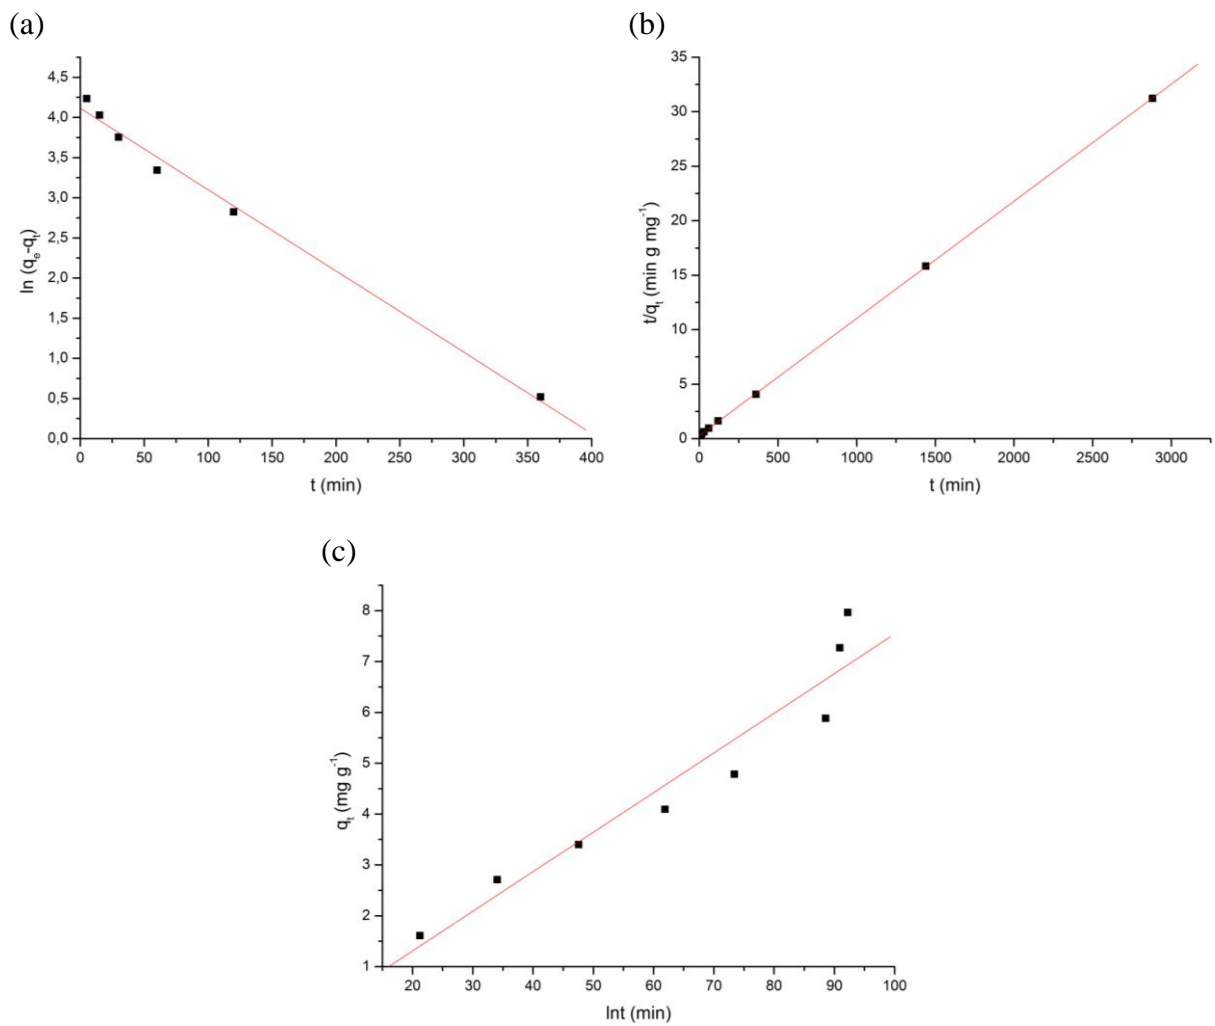 (a)
(b)
4,5
4,0
3,5
3,0
2,5
2,0
1,5
1,0
0,5
0,0
ln (qₑ-qₜ)
0 50 100 150 200 250 300 350 400
t (min)
35
30
25
20
15
10
5
0
t/qₜ (min g mg⁻¹)
0 500 1000 1500 2000 2500 3000
t (min)
(c)
8
7
6
5
4
3
2
1
qₜ (mg g⁻¹)
20 30 40 50 60 70 80 90 100
lnt (min)